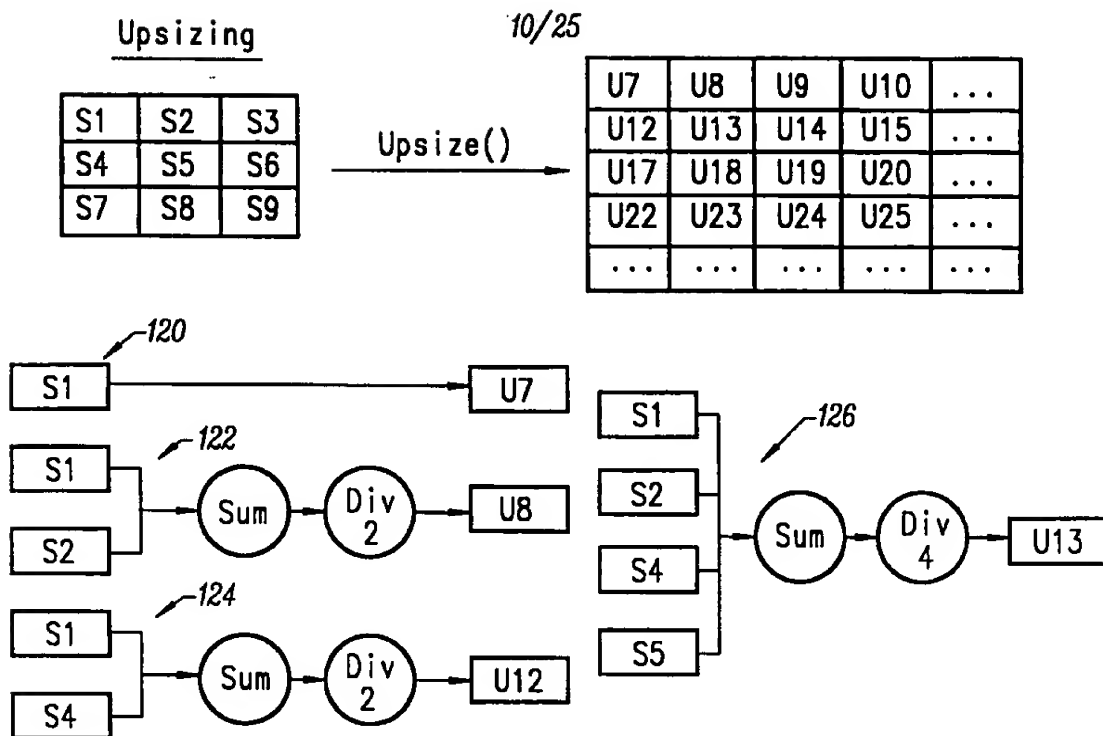 Upsizing
10/25
S1 S2 S3
S4 S5 S6
S7 S8 S9
Upsize()
U7 U8 U9 U10 ...
U12 U13 U14 U15 ...
U17 U18 U19 U20 ...
U22 U23 U24 U25 ...
... ... ... ... ...
120
S1
U7
122
S1
S2
Sum
Div 2
U8
124
S1
S4
Sum
Div 2
U12
126
S1
S2
S4
S5
Sum
Div 4
U13